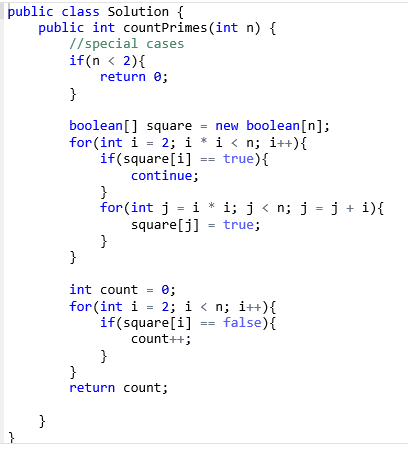 public class Solution {
    public int countPrimes(int n) {
        //special cases
        if(n < 2){
            return 0;
        }

        boolean[] square = new boolean[n];
        for(int i = 2; i * i < n; i++){
            if(square[i] == true){
                continue;
            }
            for(int j = i * i; j < n; j = j + i){
                square[j] = true;
            }
        }

        int count = 0;
        for(int i = 2; i < n; i++){
            if(square[i] == false){
                count++;
            }
        }
        return count;

    }
}